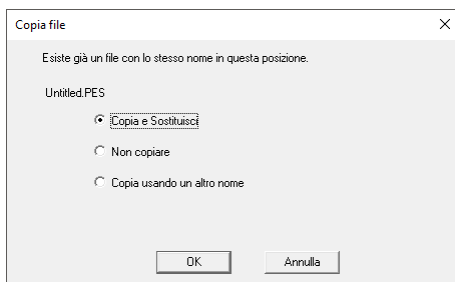 Copia file
Esiste già un file con lo stesso nome in questa posizione.
Untitled.PES
Copia e Sostituisci
Non copiare
Copia usando un altro nome
OK Annulla